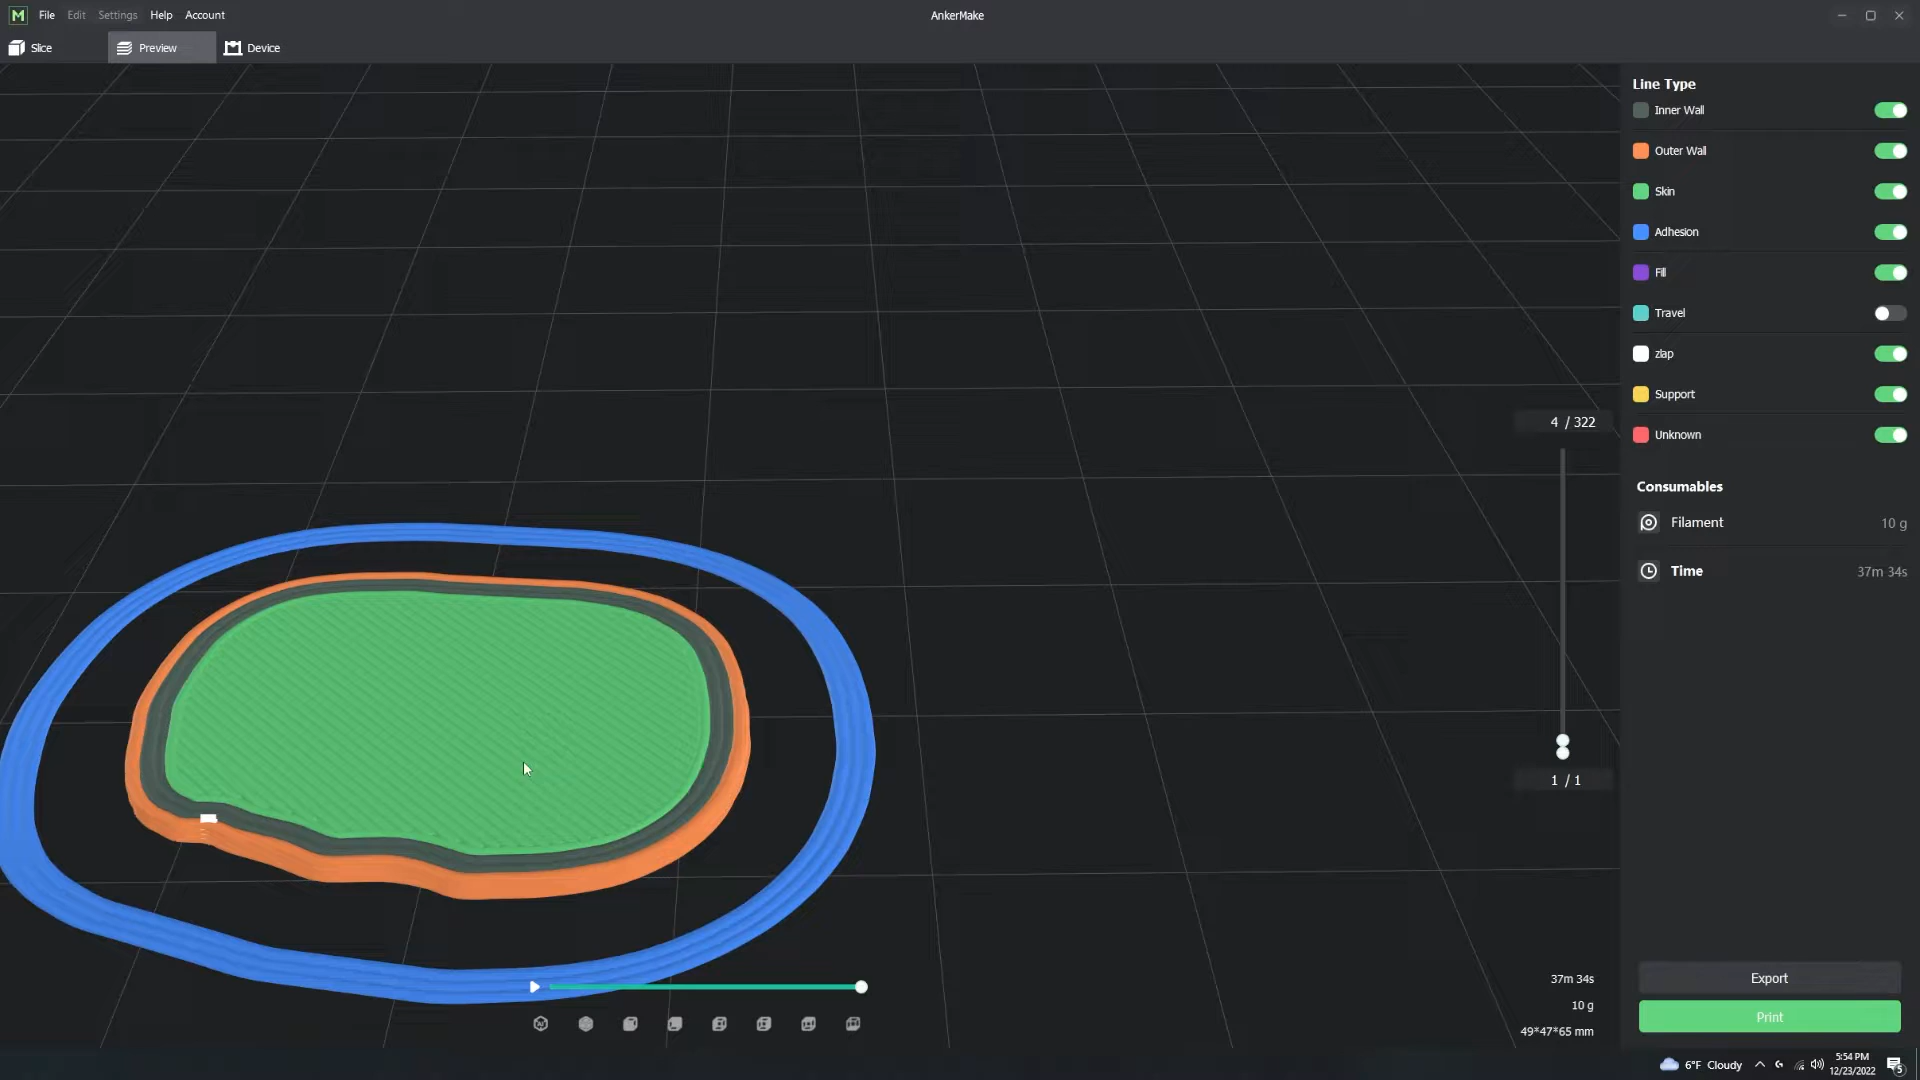 M File Edit Settings Help Account
AnkerMake
Slice Preview Device
Line Type
Inner Wall
Outer Wall
Skin
Adhesion
Fill
Travel
zlap
Support
Unknown
4 / 322
1 / 1
Consumables
Filament 10 g
Time 37m 34s
37m 34s
10 g
49*47*65 mm
Export
Print
6°F Cloudy
5:54 PM
12/23/2022
5